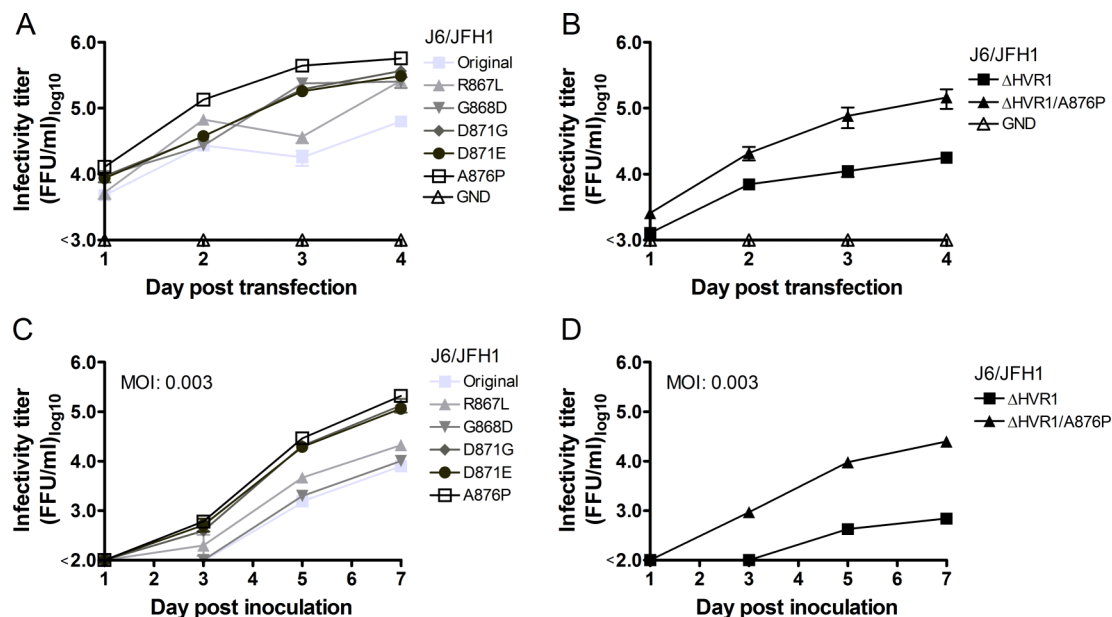 A
J6/JFH1
Original
R867L
G868D
D871G
D871E
A876P
GND
Infectivity titer
(FFU/ml)log10
6.0
5.0
4.0
<3.0
1 2 3 4
Day post transfection
B
J6/JFH1
ΔHVR1
ΔHVR1/A876P
GND
Infectivity titer
(FFU/ml)log10
6.0
5.0
4.0
<3.0
1 2 3 4
Day post transfection
C
J6/JFH1
MOI: 0.003
Original
R867L
G868D
D871G
D871E
A876P
Infectivity titer
(FFU/ml)log10
6.0
5.0
4.0
3.0
<2.0
1 2 3 4 5 6 7
Day post inoculation
D
J6/JFH1
MOI: 0.003
ΔHVR1
ΔHVR1/A876P
Infectivity titer
(FFU/ml)log10
6.0
5.0
4.0
3.0
<2.0
1 2 3 4 5 6 7
Day post inoculation